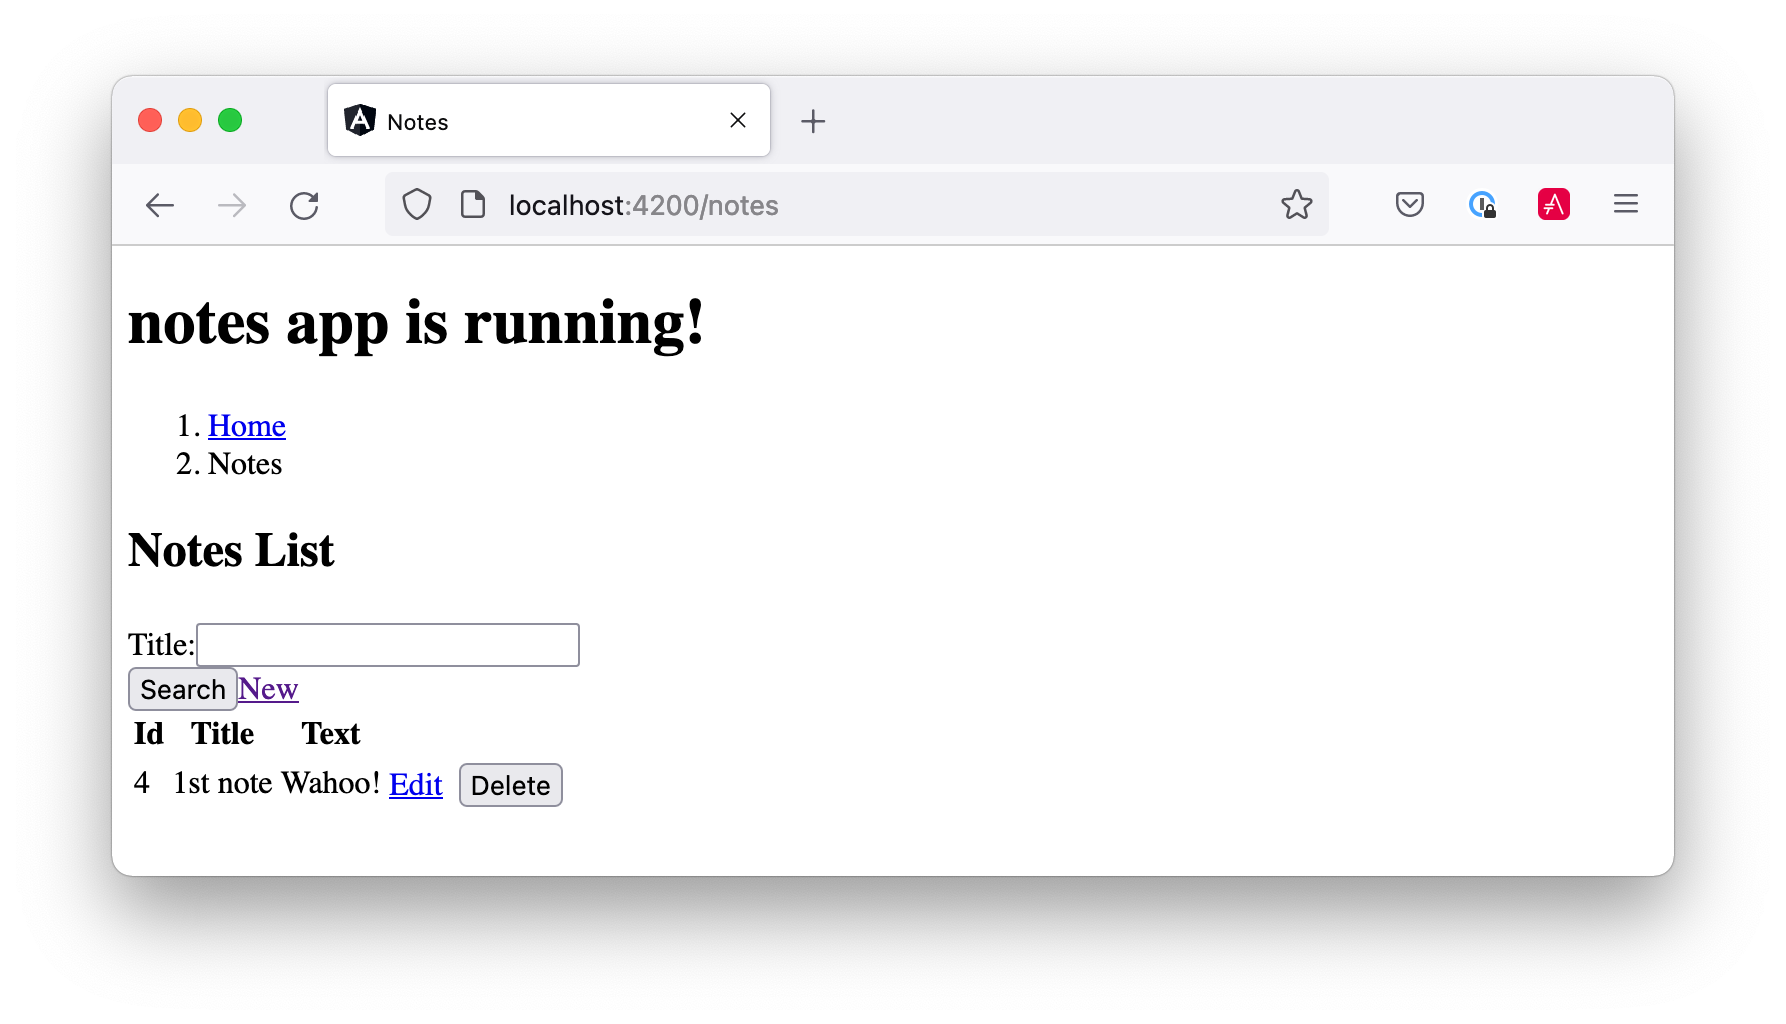 Notes
localhost:4200/notes
notes app is running!
1. Home
2. Notes
Notes List
Title:
Search New
Id Title Text
4 1st note Wahoo! Edit Delete